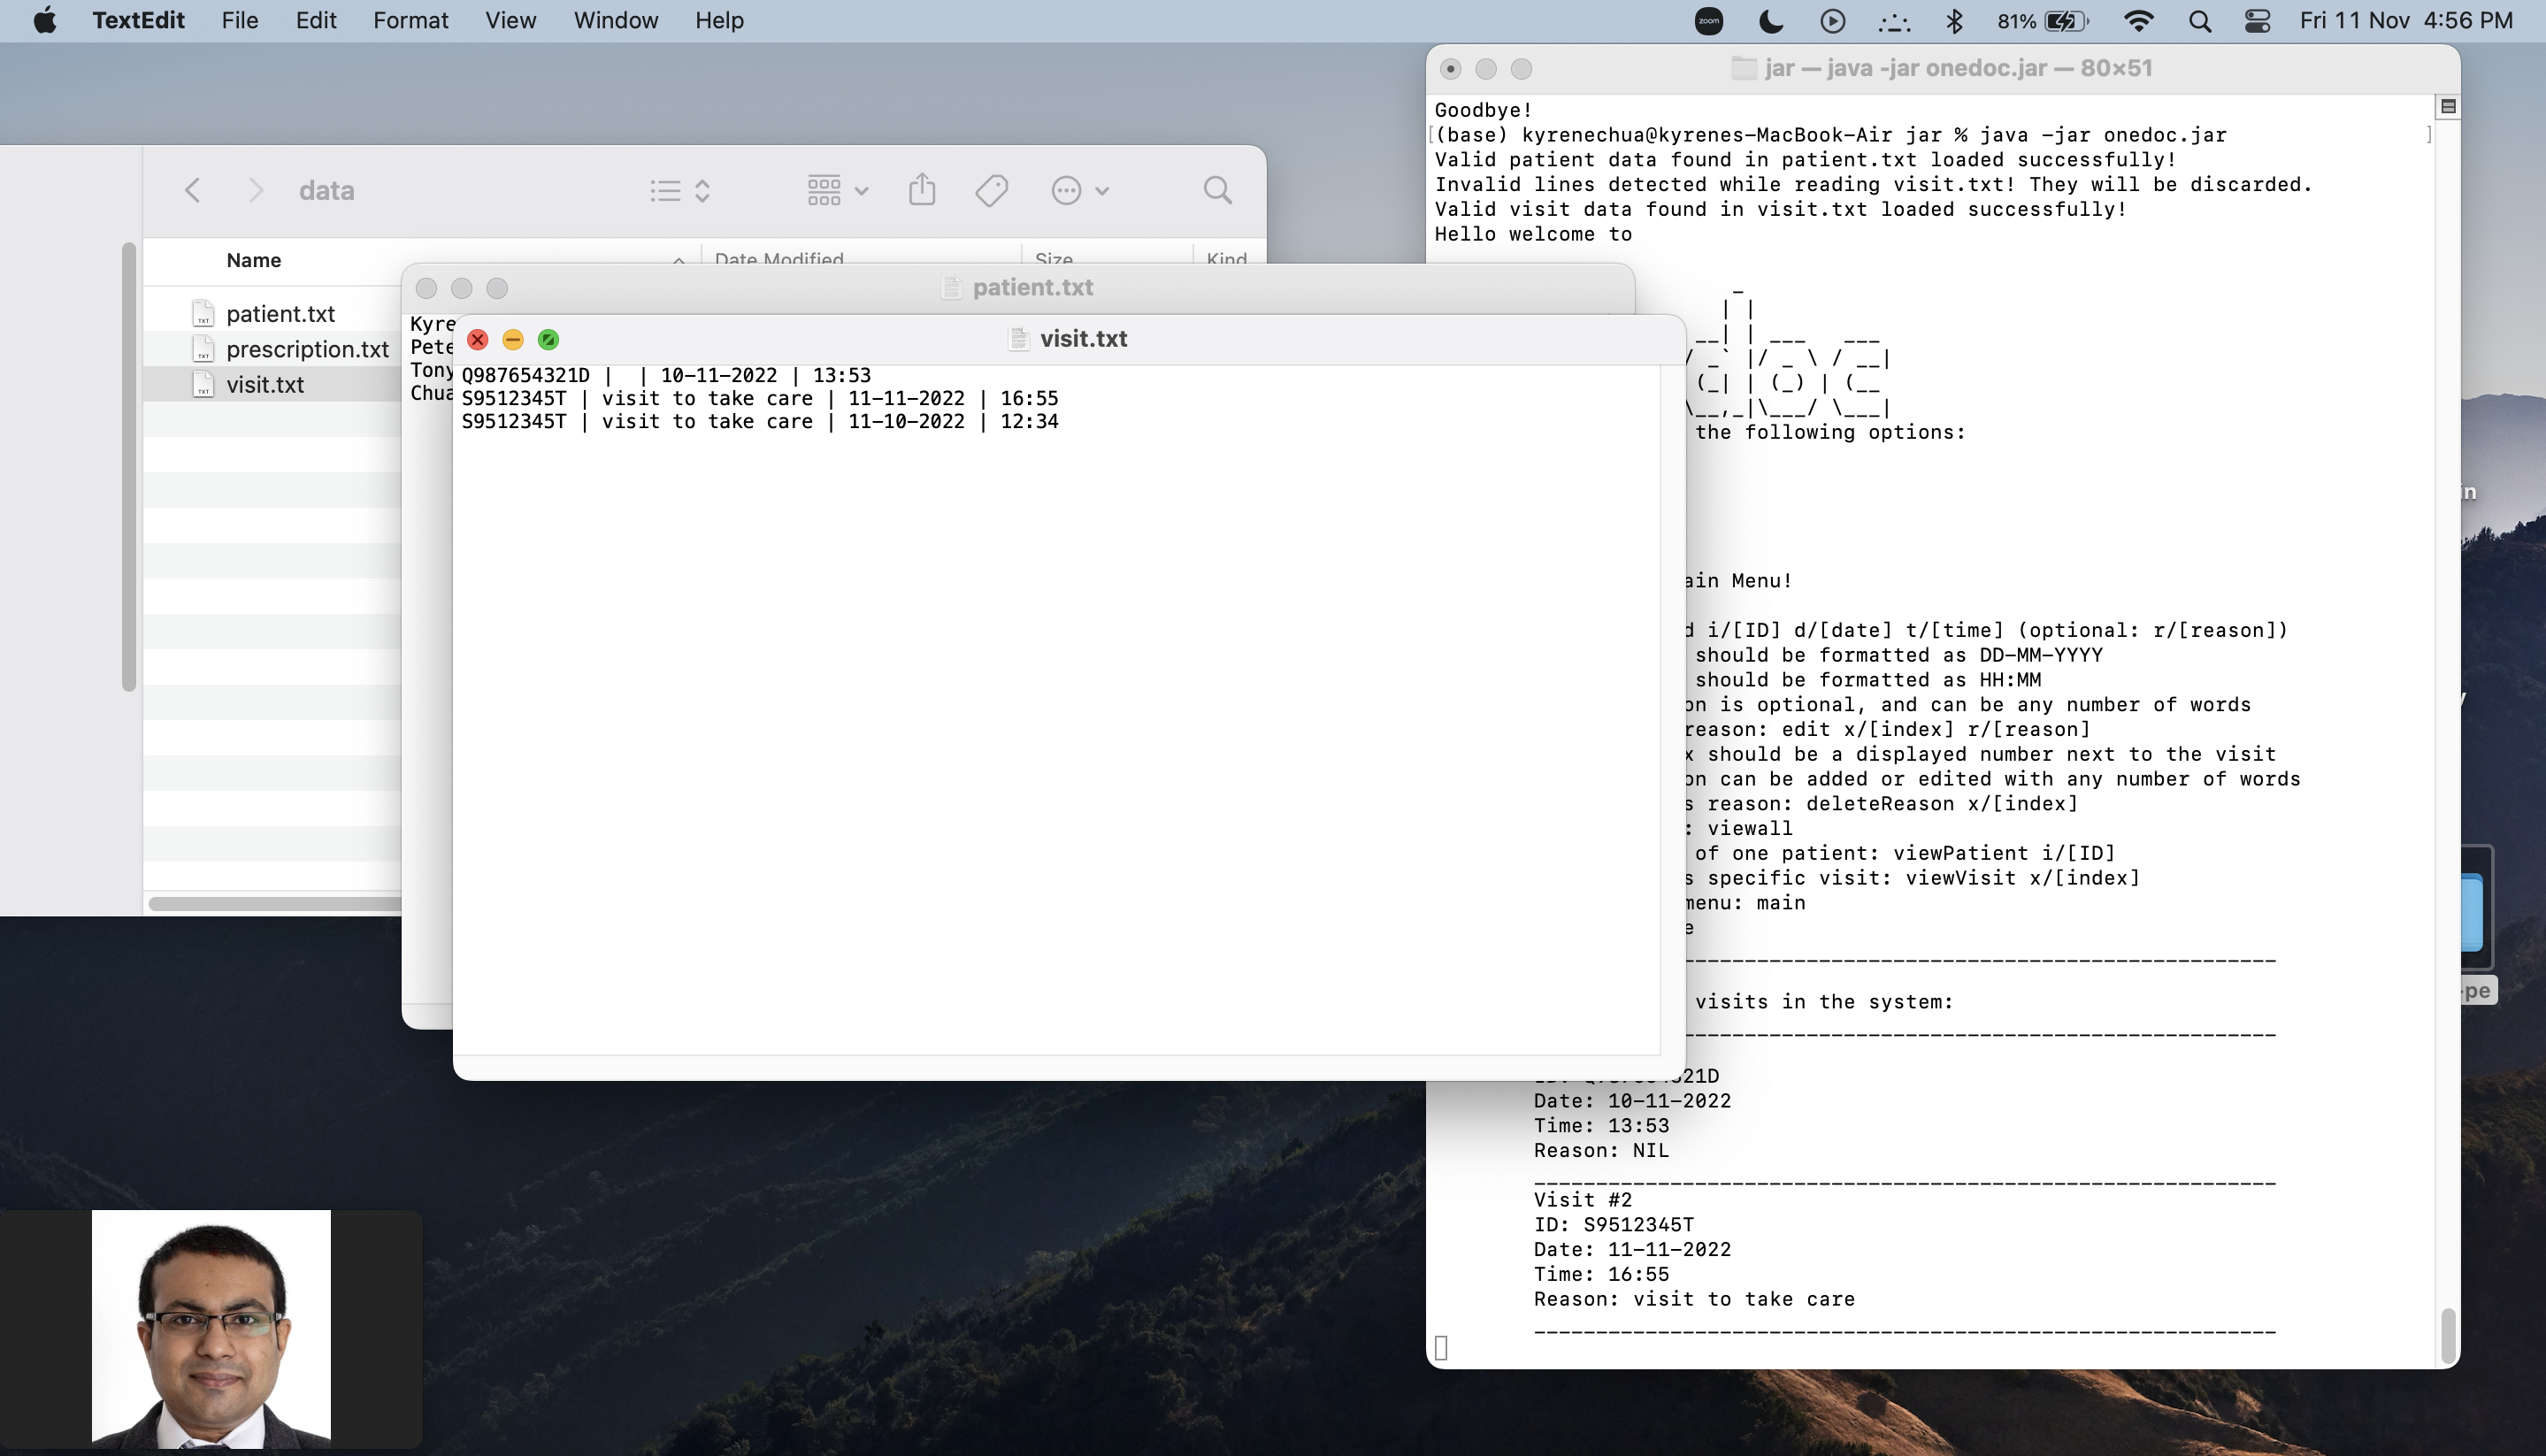 TextEdit File Edit Format View Window Help zoom 81% Fri 11 Nov 4:56 PM
data
Name Date Modified Size Kind
patient.txt
prescription.txt
visit.txt
patient.txt
Kyre
Pete
Tony
Chua
visit.txt
Q987654321D |  | 10-11-2022 | 13:53
S9512345T | visit to take care | 11-11-2022 | 16:55
S9512345T | visit to take care | 11-10-2022 | 12:34
jar — java -jar onedoc.jar — 80×51
Goodbye!
[(base) kyrenechua@kyrenes-MacBook-Air jar % java -jar onedoc.jar ]
Valid patient data found in patient.txt loaded successfully!
Invalid lines detected while reading visit.txt! They will be discarded.
Valid visit data found in visit.txt loaded successfully!
Hello welcome to
the following options:
ain Menu!
d i/[ID] d/[date] t/[time] (optional: r/[reason])
should be formatted as DD-MM-YYYY
should be formatted as HH:MM
on is optional, and can be any number of words
reason: edit x/[index] r/[reason]
x should be a displayed number next to the visit
on can be added or edited with any number of words
s reason: deleteReason x/[index]
: viewall
of one patient: viewPatient i/[ID]
s specific visit: viewVisit x/[index]
menu: main
e
visits in the system:
21D
Date: 10-11-2022
Time: 13:53
Reason: NIL
Visit #2
ID: S9512345T
Date: 11-11-2022
Time: 16:55
Reason: visit to take care
in
y
pe